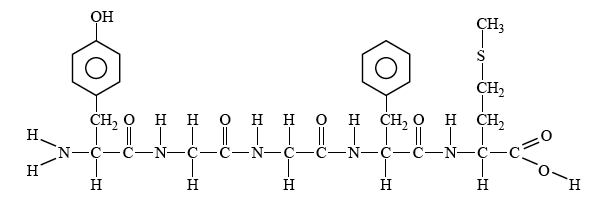 OH
CH3
S
CH2
CH2 O H H O H H O H CH2 O H CH2
H O
N C C N C C N C C N C C N C C
H O H
H H H H H